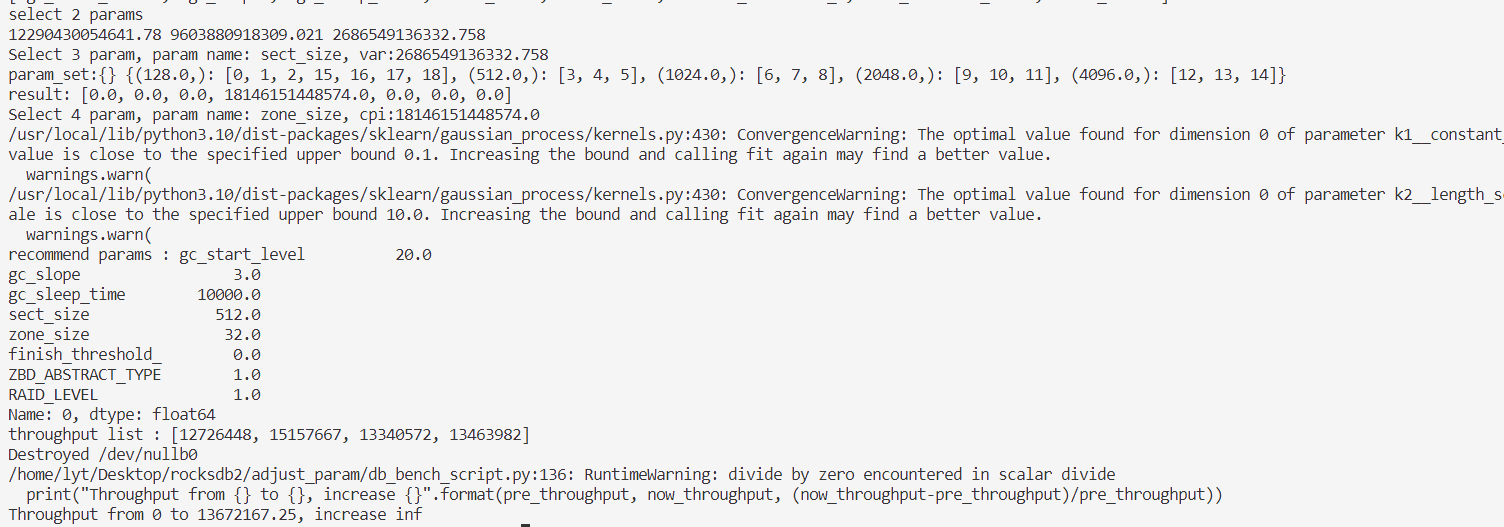 select 2 params
12290430054641.78 9603880918309.021 2686549136332.758
Select 3 param, param name: sect_size, var:2686549136332.758
param_set:{} {(128.0,): [0, 1, 2, 15, 16, 17, 18], (512.0,): [3, 4, 5], (1024.0,): [6, 7, 8], (2048.0,): [9, 10, 11], (4096.0,): [12, 13, 14]}
result: [0.0, 0.0, 0.0, 18146151448574.0, 0.0, 0.0, 0.0]
Select 4 param, param name: zone_size, cpi:18146151448574.0
/usr/local/lib/python3.10/dist-packages/sklearn/gaussian_process/kernels.py:430: ConvergenceWarning: The optimal value found for dimension 0 of parameter k1__constant_
value is close to the specified upper bound 0.1. Increasing the bound and calling fit again may find a better value.
warnings.warn(
/usr/local/lib/python3.10/dist-packages/sklearn/gaussian_process/kernels.py:430: ConvergenceWarning: The optimal value found for dimension 0 of parameter k2__length_s
ale is close to the specified upper bound 10.0. Increasing the bound and calling fit again may find a better value.
warnings.warn(
recommend params : gc_start_level 20.0
gc_slope 3.0
gc_sleep_time 10000.0
sect_size 512.0
zone_size 32.0
finish_threshold_ 0.0
ZBD_ABSTRACT_TYPE 1.0
RAID_LEVEL 1.0
Name: 0, dtype: float64
throughput list : [12726448, 15157667, 13340572, 13463982]
Destroyed /dev/nullb0
/home/lyt/Desktop/rocksdb2/adjust_param/db_bench_script.py:136: RuntimeWarning: divide by zero encountered in scalar divide
print("Throughput from {} to {}, increase {}".format(pre_throughput, now_throughput, (now_throughput-pre_throughput)/pre_throughput))
Throughput from 0 to 13672167.25, increase inf